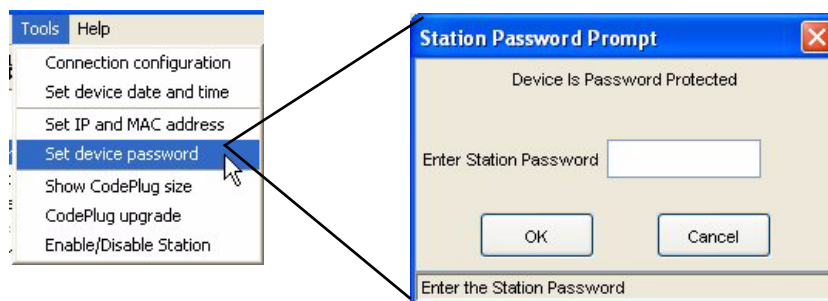 Tools Help
Connection configuration
Set device date and time
Set IP and MAC address
Set device password
Show CodePlug size
CodePlug upgrade
Enable/Disable Station
Station Password Prompt
Device Is Password Protected
Enter Station Password
OK Cancel
Enter the Station Password